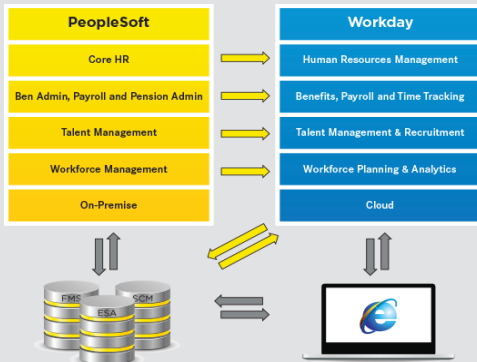 PeopleSoft
Workday
Core HR
Human Resources Management
Ben Admin, Payroll and Pension Admin
Benefits, Payroll and Time Tracking
Talent Management
Talent Management & Recruitment
Workforce Management
Workforce Planning & Analytics
On-Premise
Cloud
FMS
SCM
ESA